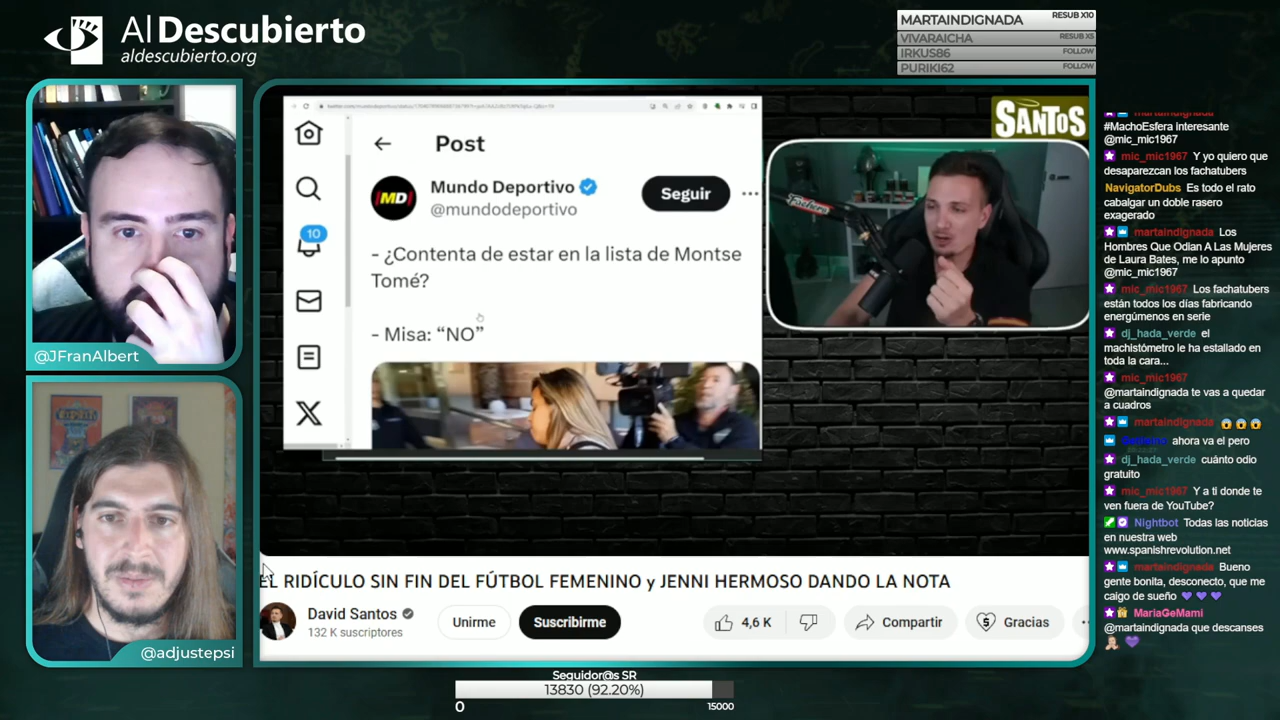 Al Descubierto
aldescubierto.org
MARTAINDIGNADA RESUB X10
VIVARAICHA RESUB X5
IRKUS86 FOLLOW
PURIKI62 FOLLOW
@JFranAlbert
@adjustepsi
Post
Mundo Deportivo
@mundodeportivo
Seguir
10
- ¿Contenta de estar en la lista de Montse
Tomé?
- Misa: “NO”
SANTOS
EL RIDÍCULO SIN FIN DEL FÚTBOL FEMENINO y JENNI HERMOSO DANDO LA NOTA
David Santos
132 K suscriptores
Unirme
Suscribirme
4,6 K
Compartir
Gracias
martaindignada
#MachoEsfera Interesante
@mic_mic1967
mic_mic1967 Y yo quiero que
desaparezcan los fachatubers
NavigatorDubs Es todo el rato
cabalgar un doble rasero
exagerado
martaindignada Los
Hombres Que Odian A Las Mujeres
de Laura Bates, me lo apunto
@mic_mic1967
mic_mic1967 Los fachatubers
están todos los días fabricando
energúmenos en serie
dj_hada_verde el
machistómetro le ha estallado en
toda la cara...
mic_mic1967
@martaindignada te vas a quedar
a cuadros
martaindignada
ahora va el pero
dj_hada_verde cuánto odio
gratuito
mic_mic1967 Y a ti donde te
ven fuera de YouTube?
Nightbot Todas las noticias
en nuestra web
www.spanishrevolution.net
martaindignada Bueno
gente bonita, desconecto, que me
caigo de sueño
MariaGeMami
@martaindignada que descanses
Seguidor@s SR
13830 (92.20%)
0 15000